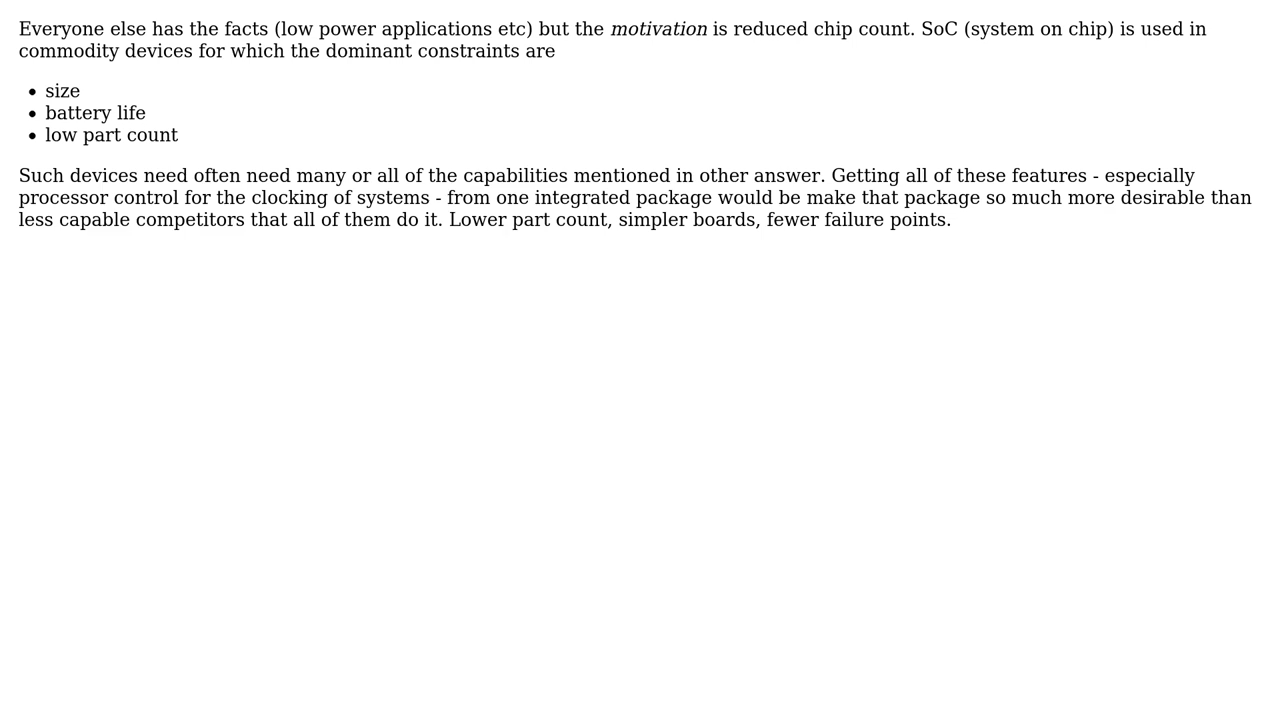 Everyone else has the facts (low power applications etc) but the motivation is reduced chip count. SoC (system on chip) is used in
commodity devices for which the dominant constraints are
• size
• battery life
• low part count
Such devices need often need many or all of the capabilities mentioned in other answer. Getting all of these features - especially
processor control for the clocking of systems - from one integrated package would be make that package so much more desirable than
less capable competitors that all of them do it. Lower part count, simpler boards, fewer failure points.